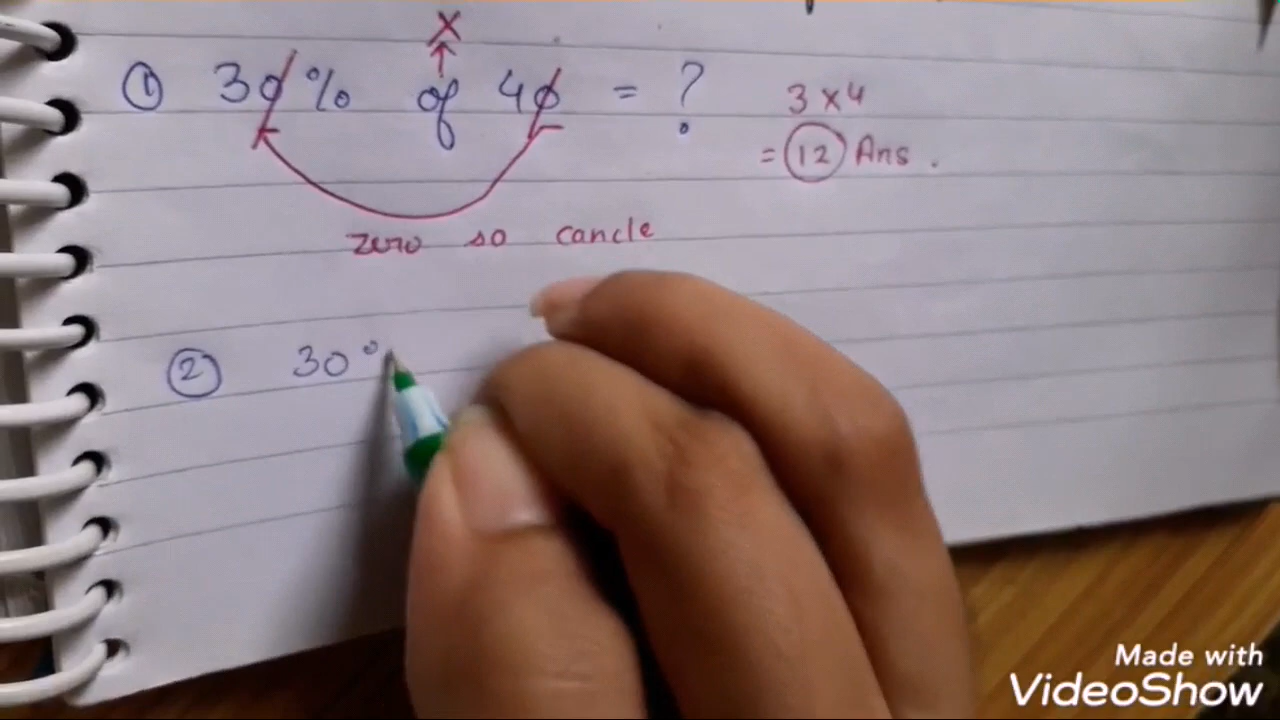 x
① 30% of 40 = ?
3 x 4
= 12 Ans.
zero so cancle
② 30%
Made with
VideoShow